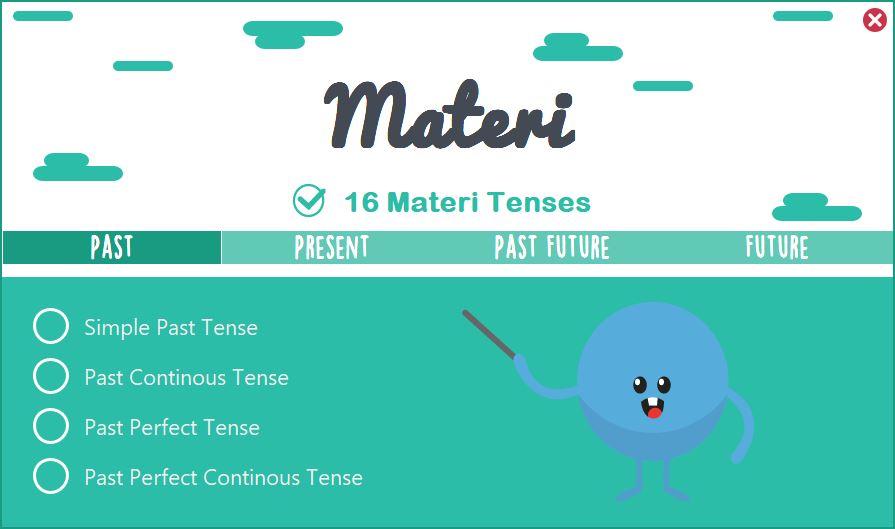 Materi
16 Materi Tenses
PAST PRESENT PAST FUTURE FUTURE
Simple Past Tense
Past Continous Tense
Past Perfect Tense
Past Perfect Continous Tense